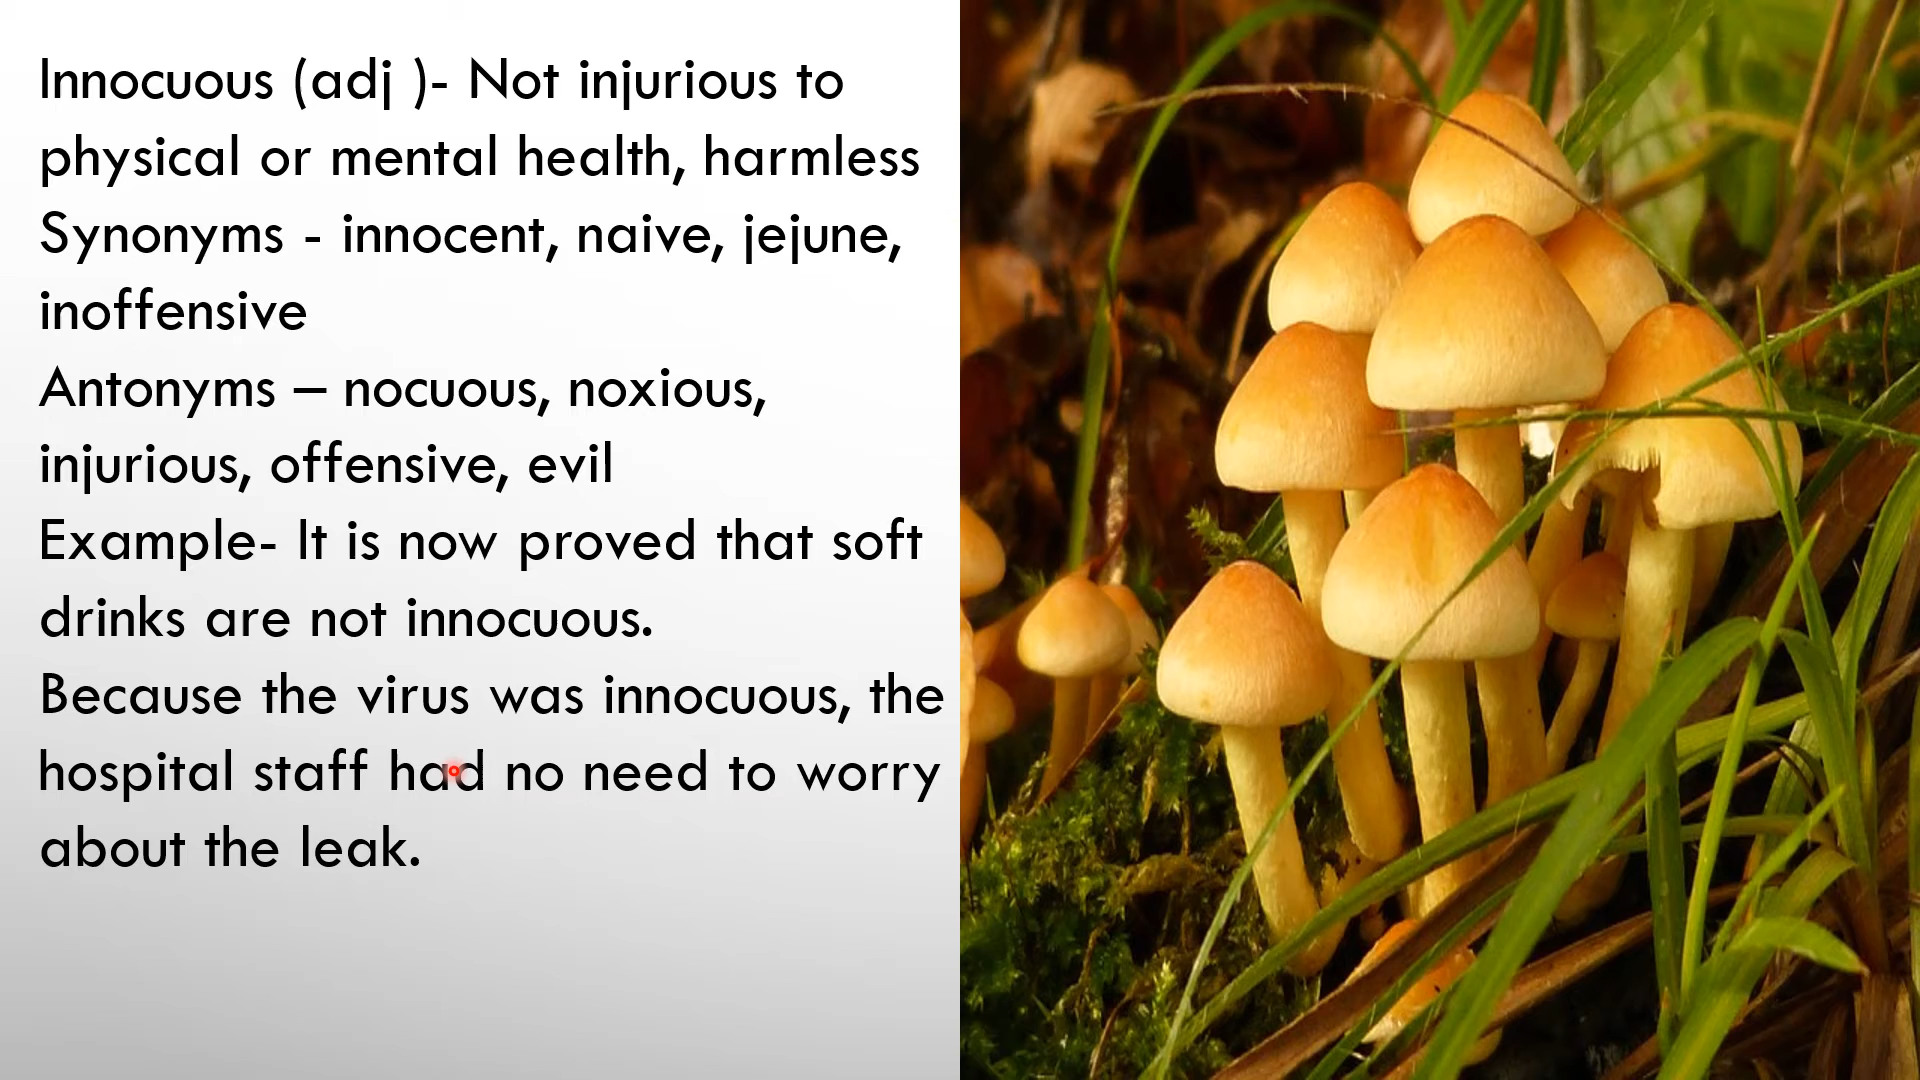 Innocuous (adj )- Not injurious to
physical or mental health, harmless
Synonyms - innocent, naive, jejune,
inoffensive
Antonyms – nocuous, noxious,
injurious, offensive, evil
Example- It is now proved that soft
drinks are not innocuous.
Because the virus was innocuous, the
hospital staff had no need to worry
about the leak.